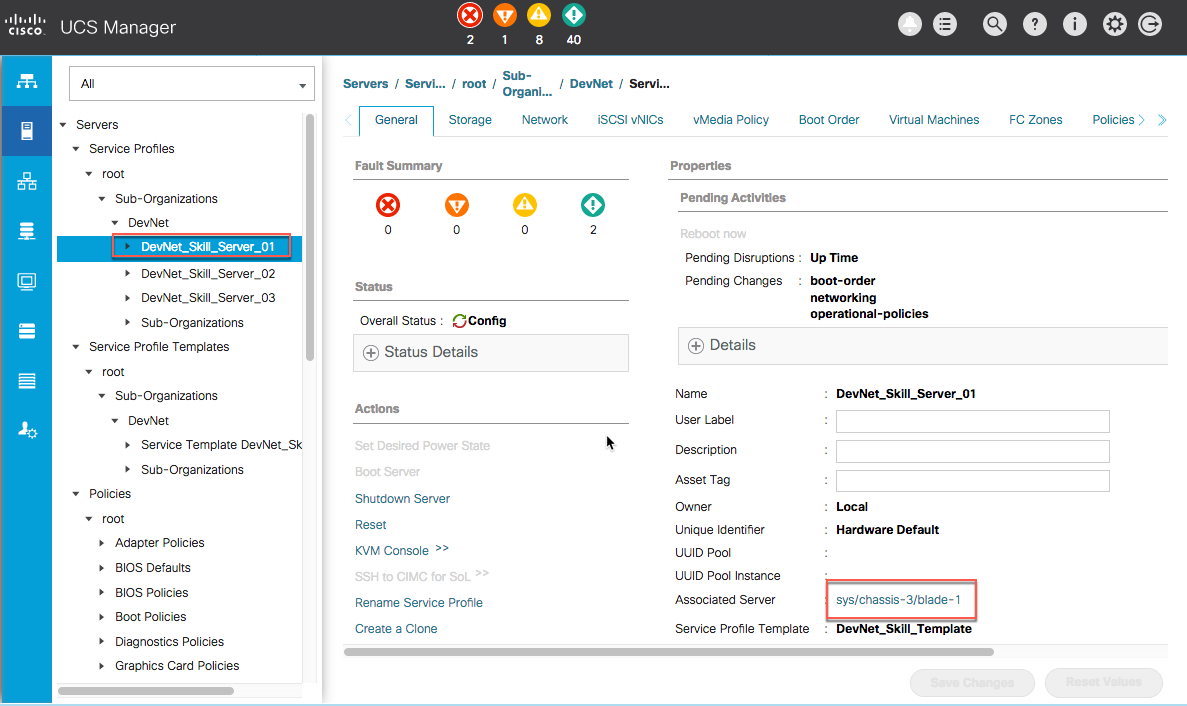 CISCO UCS Manager
2 1 8 40
All
Servers
Service Profiles
root
Sub-Organizations
DevNet
DevNet_Skill_Server_01
DevNet_Skill_Server_02
DevNet_Skill_Server_03
Sub-Organizations
Service Profile Templates
root
Sub-Organizations
DevNet
Service Template DevNet_Sk
Sub-Organizations
Policies
root
Adapter Policies
BIOS Defaults
BIOS Policies
Boot Policies
Diagnostics Policies
Graphics Card Policies
Servers / Servi... / root / Sub-Organi... / DevNet / Servi...
General Storage Network iSCSI vNICs vMedia Policy Boot Order Virtual Machines FC Zones Policies
Fault Summary
0 0 0 2
Status
Overall Status : Config
Status Details
Actions
Set Desired Power State
Boot Server
Shutdown Server
Reset
KVM Console >>
SSH to CIMC for SoL >>
Rename Service Profile
Create a Clone
Properties
Pending Activities
Reboot now
Pending Disruptions : Up Time
Pending Changes : boot-order
networking
operational-policies
Details
Name : DevNet_Skill_Server_01
User Label :
Description :
Asset Tag :
Owner : Local
Unique Identifier : Hardware Default
UUID Pool :
UUID Pool Instance :
Associated Server : sys/chassis-3/blade-1
Service Profile Template : DevNet_Skill_Template
Save Changes Reset Values